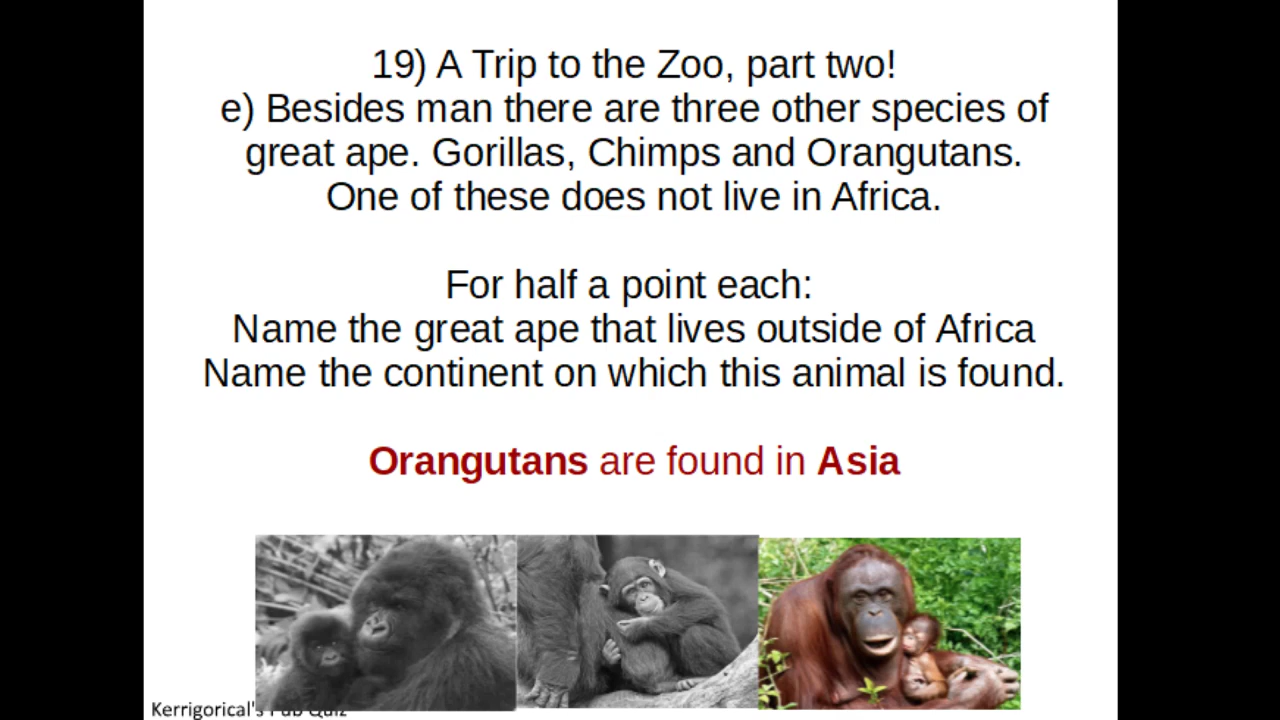 19) A Trip to the Zoo, part two!
e) Besides man there are three other species of
great ape. Gorillas, Chimps and Orangutans.
One of these does not live in Africa.
For half a point each:
Name the great ape that lives outside of Africa
Name the continent on which this animal is found.
Orangutans are found in Asia
Kerrigorical's Pub Quiz